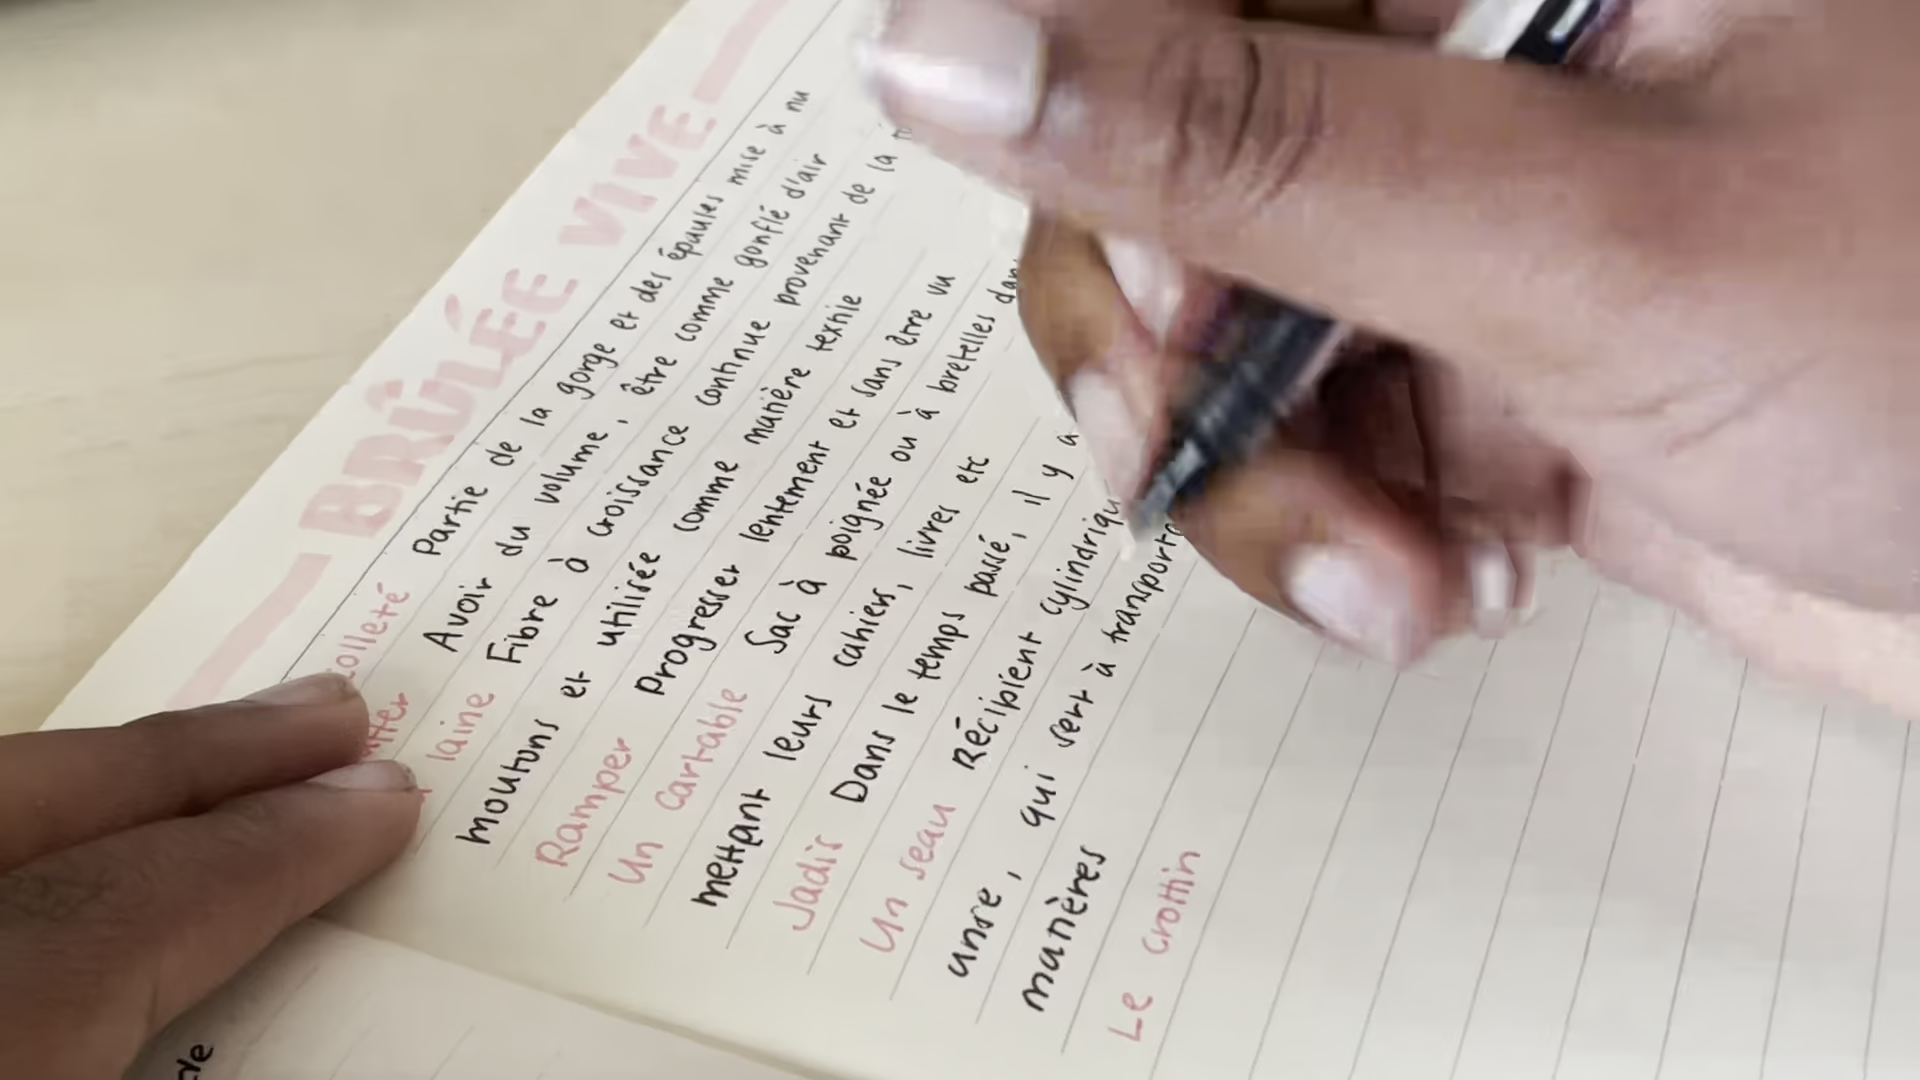 BRÛLÉE VIVE
colleté Partie de la gorge et des épaules mise à nu
Avoir du volume, être comme gonflé d'air
laine Fibre à croissance continue provenant de la
moutons et utilisée comme matière textile
Ramper Progresser lentement et sans être vu
Un cartable Sac à poignée ou à bretelles
mettant leurs cahiers, livres etc
Jadis Dans le temps passé, il y a
Un seau Récipient
anse, qui sert à
matières
Le crottin
de